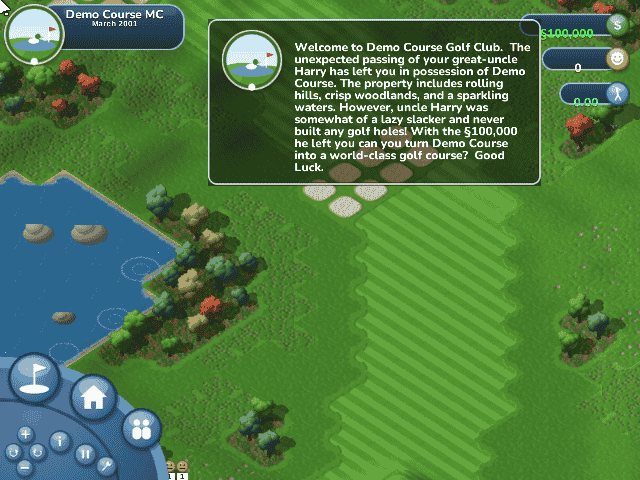 Demo Course MC
March 2001
Welcome to Demo Course Golf Club. The
unexpected passing of your great-uncle
Harry has left you in possession of Demo
Course. The property includes rolling
hills, crisp woodlands, and a sparkling
waters. However, uncle Harry was
somewhat of a lazy slacker and never
built any golf holes! With the §100,000
he left you can you turn Demo Course
into a world-class golf course? Good
Luck.
§100,000
S
0
0.00
1 1